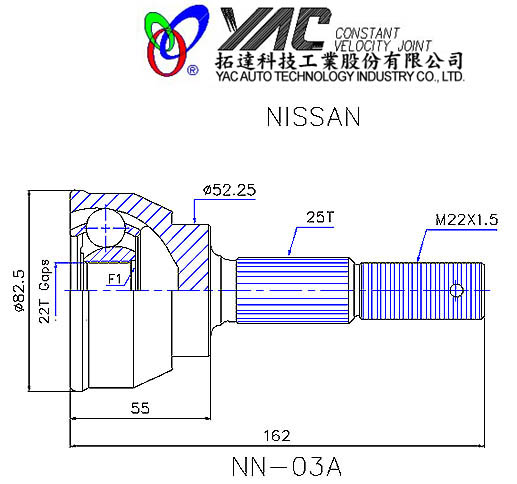 YAC CONSTANT
VELOCITY JOINT
拓達科技工業股份有限公司
® YAC AUTO TECHNOLOGY INDUSTRY CO., LTD.
NISSAN
ø52.25
25T
M22X1.5
ø82.5
22T Gaps
F1
55
162
NN-03A